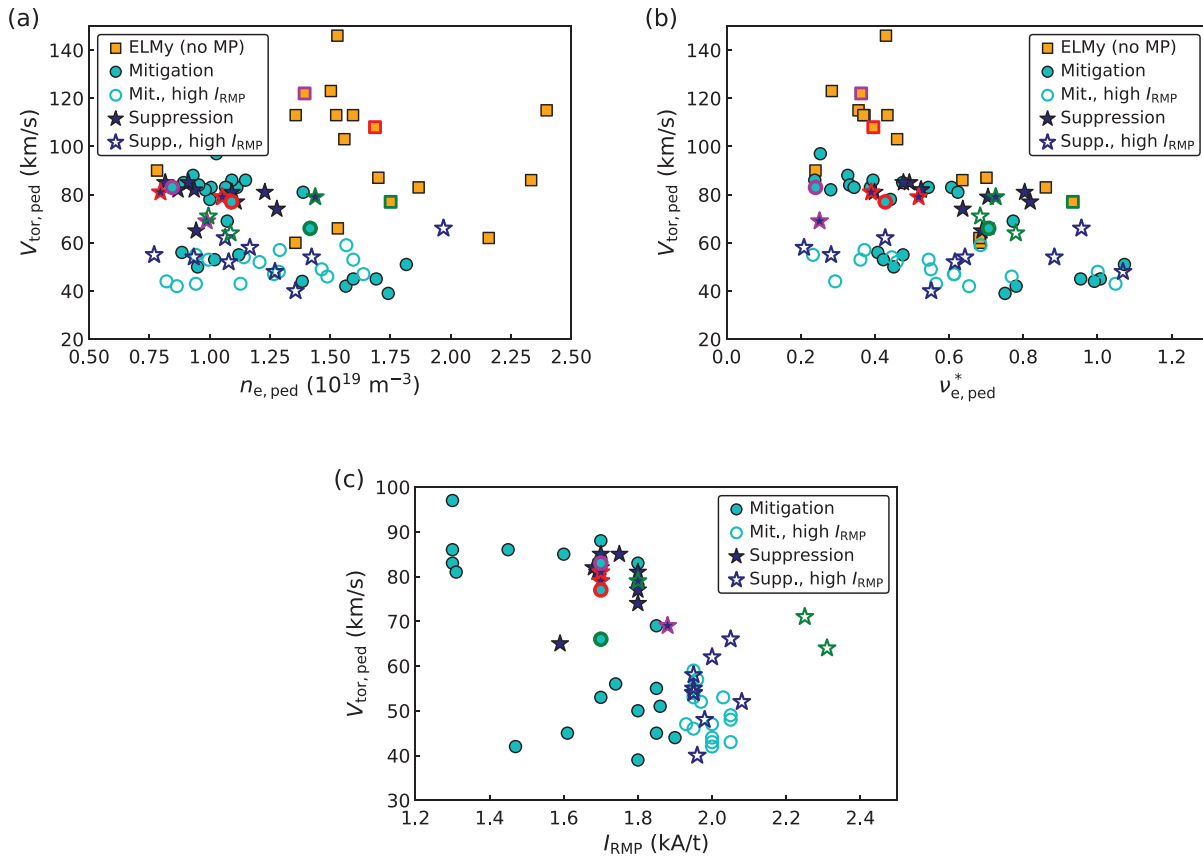 (a)
140
120
100
80
60
40
20
V_tor,ped (km/s)
ELMy (no MP)
Mitigation
Mit., high I_RMP
Suppression
Supp., high I_RMP
0.50 0.75 1.00 1.25 1.50 1.75 2.00 2.25 2.50
n_e,ped (10^19 m^−3)
(b)
140
120
100
80
60
40
20
V_tor,ped (km/s)
ELMy (no MP)
Mitigation
Mit., high I_RMP
Suppression
Supp., high I_RMP
0.0 0.2 0.4 0.6 0.8 1.0 1.2
ν*_e,ped
(c)
100
90
80
70
60
50
40
30
V_tor,ped (km/s)
Mitigation
Mit., high I_RMP
Suppression
Supp., high I_RMP
1.2 1.4 1.6 1.8 2.0 2.2 2.4
I_RMP (kA/t)